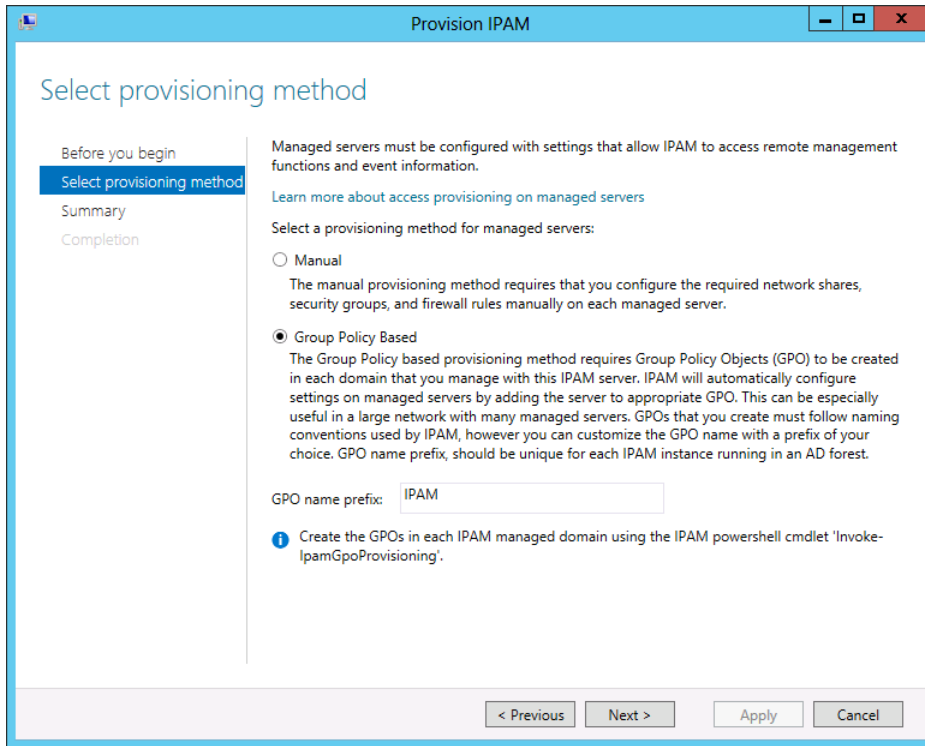 Provision IPAM
Select provisioning method
Before you begin
Select provisioning method
Summary
Completion
Managed servers must be configured with settings that allow IPAM to access remote management
functions and event information.
Learn more about access provisioning on managed servers
Select a provisioning method for managed servers:
Manual
The manual provisioning method requires that you configure the required network shares,
security groups, and firewall rules manually on each managed server.
Group Policy Based
The Group Policy based provisioning method requires Group Policy Objects (GPO) to be created
in each domain that you manage with this IPAM server. IPAM will automatically configure
settings on managed servers by adding the server to appropriate GPO. This can be especially
useful in a large network with many managed servers. GPOs that you create must follow naming
conventions used by IPAM, however you can customize the GPO name with a prefix of your
choice. GPO name prefix, should be unique for each IPAM instance running in an AD forest.
GPO name prefix: IPAM
Create the GPOs in each IPAM managed domain using the IPAM powershell cmdlet 'Invoke-
IpamGpoProvisioning'.
< Previous Next > Apply Cancel